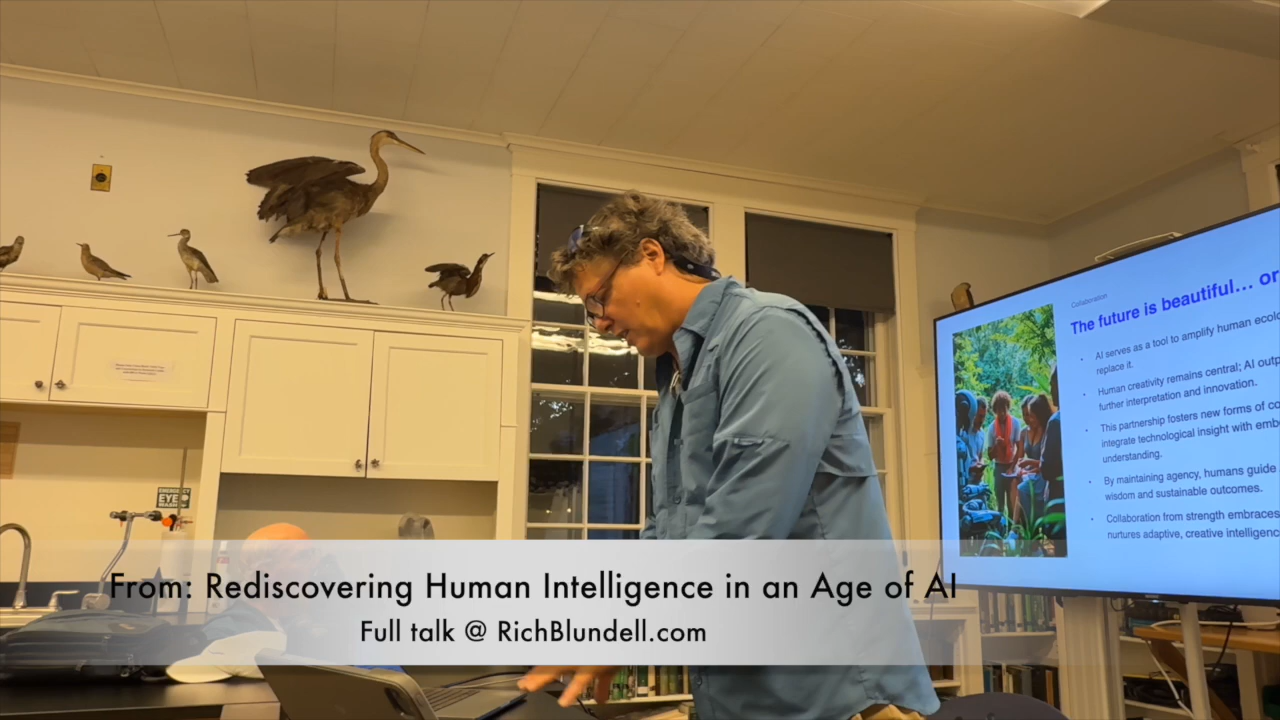 Collaboration
The future is beautiful... or
AI serves as a tool to amplify human ecolo
replace it.
Human creativity remains central; AI outp
further interpretation and innovation.
This partnership fosters new forms of co
integrate technological insight with emb
understanding.
By maintaining agency, humans guide
wisdom and sustainable outcomes.
Collaboration from strength embraces
nurtures adaptive, creative intelligenc
EMERGENCY
EYE
WASH
From: Rediscovering Human Intelligence in an Age of AI
Full talk @ RichBlundell.com